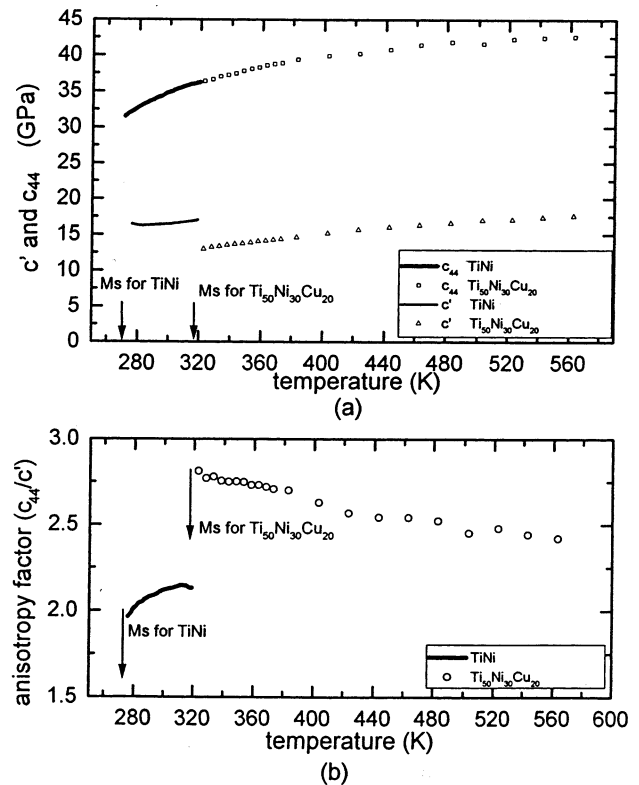 45
40
35
30
25
20
15
10
5
0
c' and c44 (GPa)
Ms for TiNi
Ms for Ti50Ni30Cu20
c44 TiNi
c44 Ti50Ni30Cu20
c' TiNi
c' Ti50Ni30Cu20
280 320 360 400 440 480 520 560
temperature (K)
(a)
3.0
2.5
2.0
1.5
anisotropy factor (c44/c')
Ms for Ti50Ni30Cu20
Ms for TiNi
TiNi
Ti50Ni30Cu20
280 320 360 400 440 480 520 560 600
temperature (K)
(b)